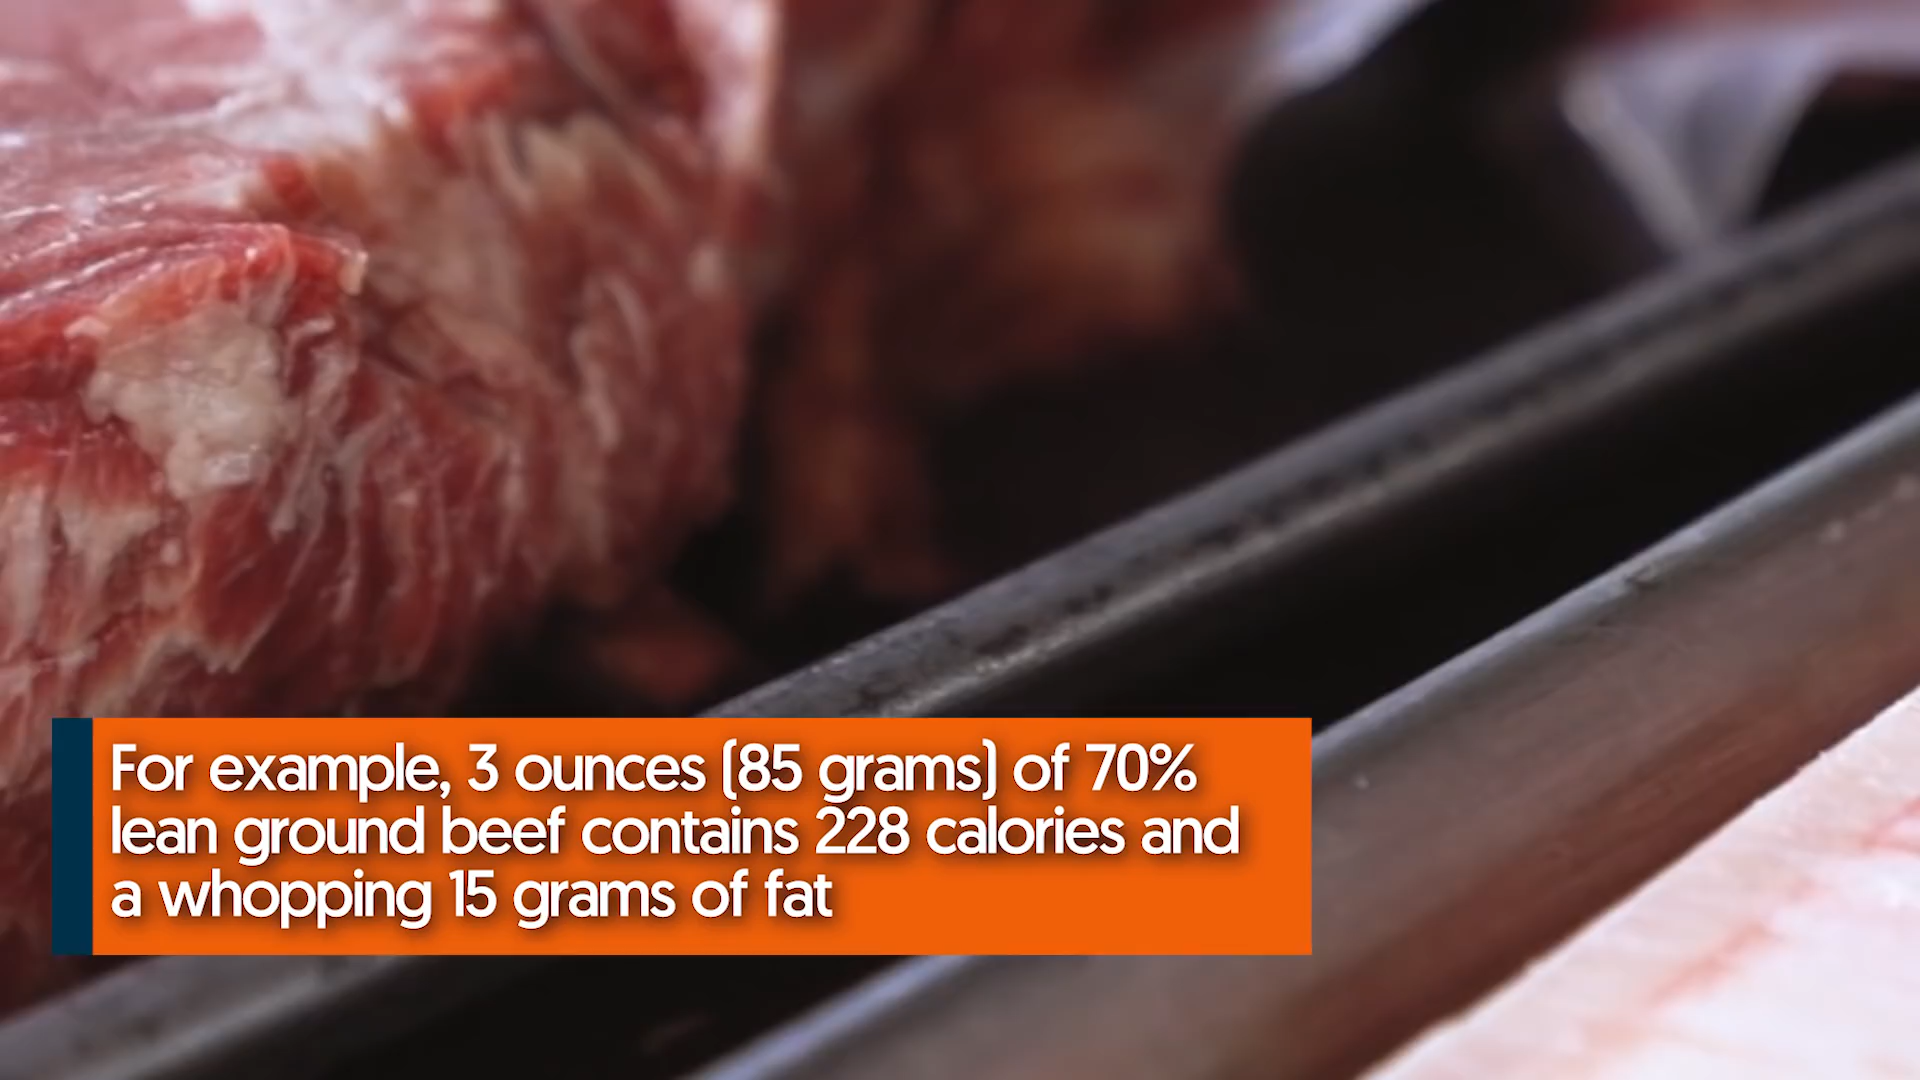 For example, 3 ounces (85 grams) of 70%
lean ground beef contains 228 calories and
a whopping 15 grams of fat